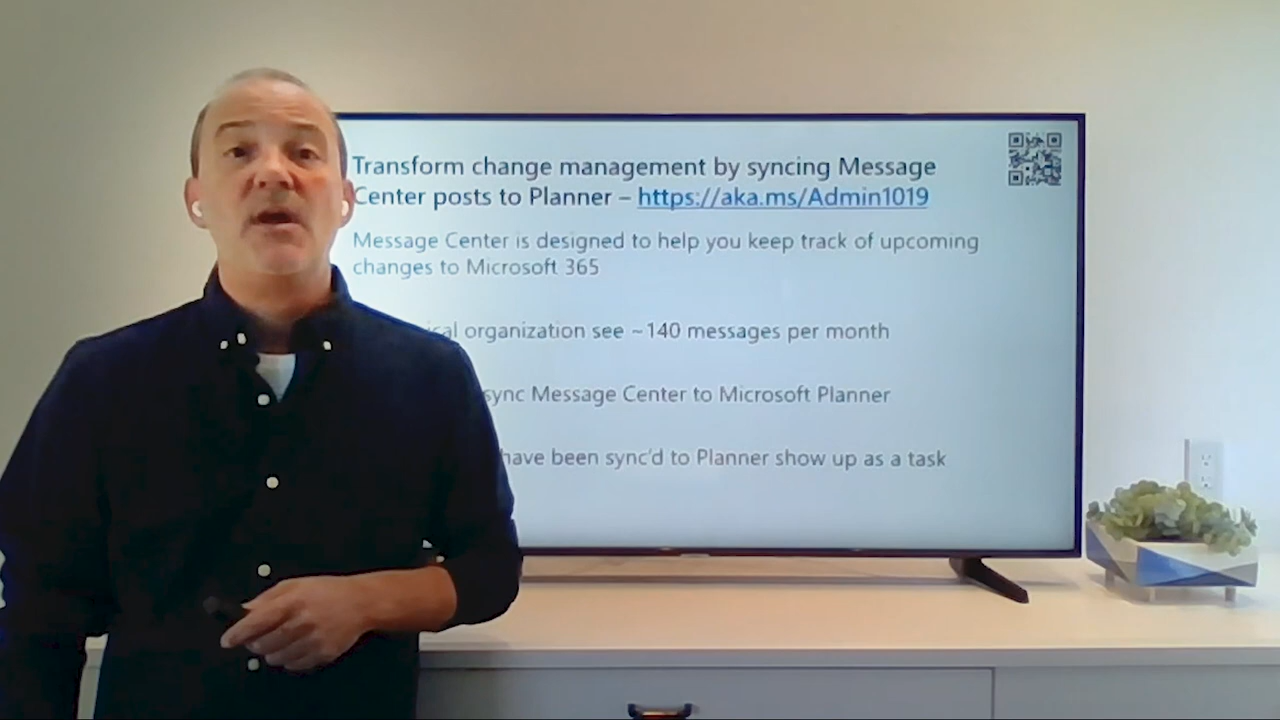 Transform change management by syncing Message
Center posts to Planner – https://aka.ms/Admin1019
Message Center is designed to help you keep track of upcoming
changes to Microsoft 365
organization see ~140 messages per month
sync Message Center to Microsoft Planner
have been sync'd to Planner show up as a task